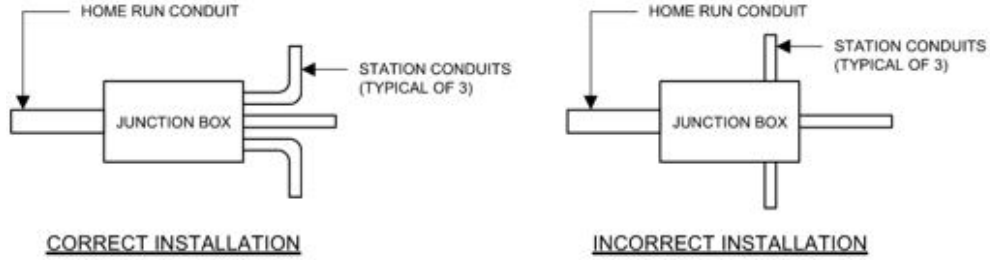 HOME RUN CONDUIT
STATION CONDUITS
(TYPICAL OF 3)
JUNCTION BOX
CORRECT INSTALLATION
HOME RUN CONDUIT
STATION CONDUITS
(TYPICAL OF 3)
JUNCTION BOX
INCORRECT INSTALLATION